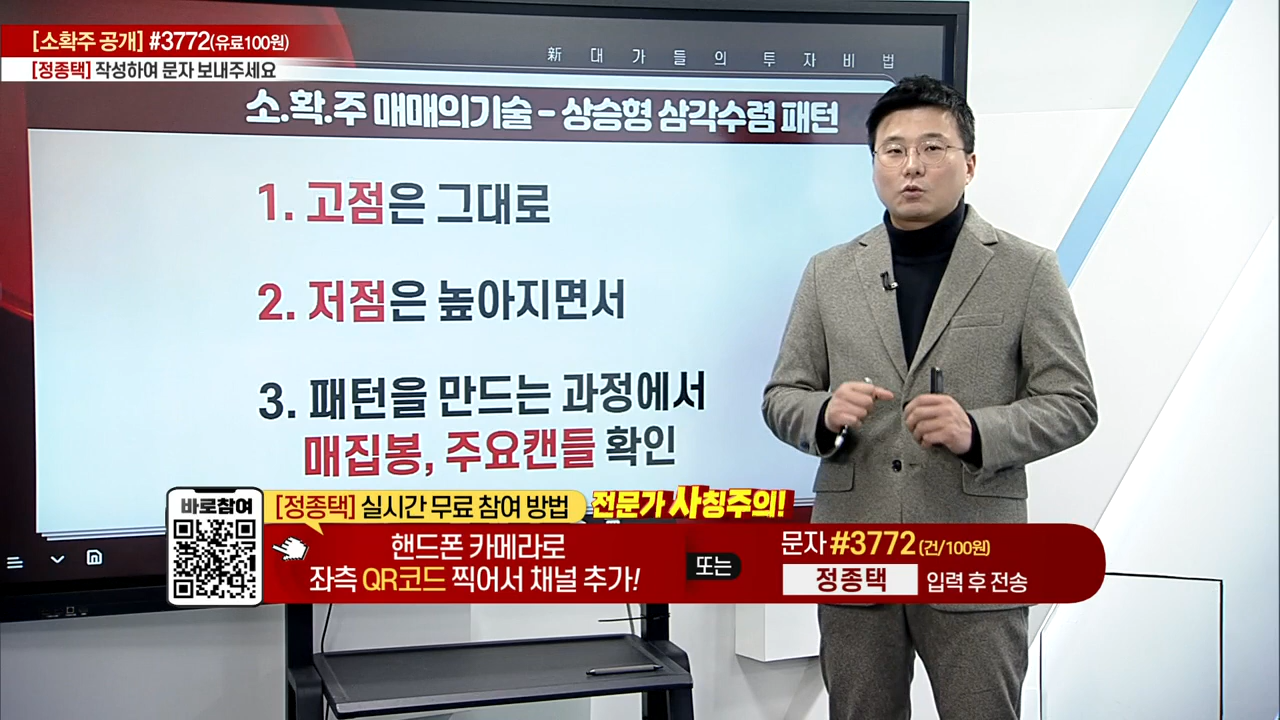 [소확주 공개] #3772(유료100원)
[정종택] 작성하여 문자 보내주세요
新 대가들의 투자비법
소.확.주 매매의기술 - 상승형 삼각수렴 패턴
1. 고점은 그대로
2. 저점은 높아지면서
3. 패턴을 만드는 과정에서
매집봉, 주요캔들 확인
바로참여
[정종택] 실시간 무료 참여 방법
전문가 사칭주의!
핸드폰 카메라로
좌측 QR코드 찍어서 채널 추가!
또는
문자 #3772 (건/100원)
정종택 입력 후 전송